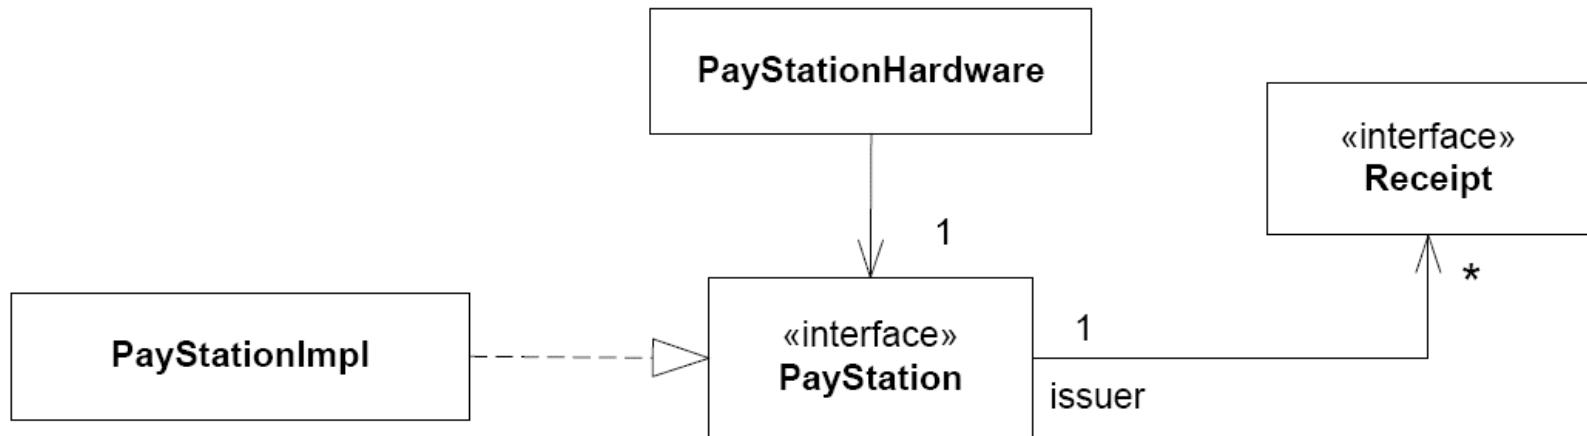 PayStationHardware
«interface»
Receipt
1
*
PayStationImpl
«interface»
PayStation
1
issuer